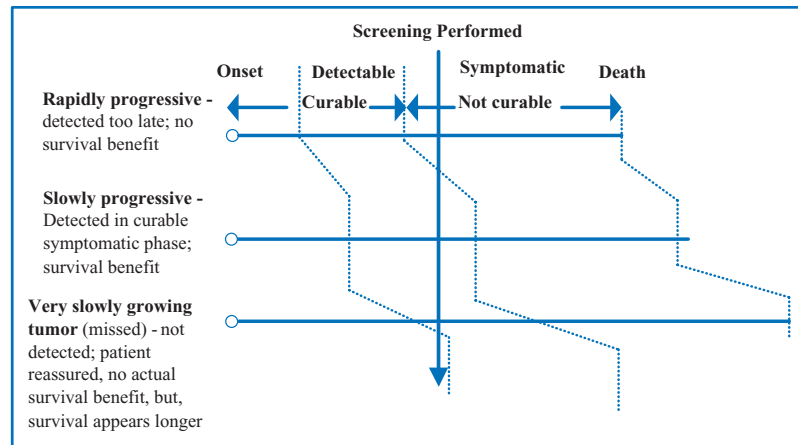 Screening Performed
Onset
Detectable
Symptomatic
Death
Curable
Not curable
Rapidly progressive -
detected too late; no
survival benefit
Slowly progressive -
Detected in curable
symptomatic phase;
survival benefit
Very slowly growing
tumor (missed) - not
detected; patient
reassured, no actual
survival benefit, but,
survival appears longer